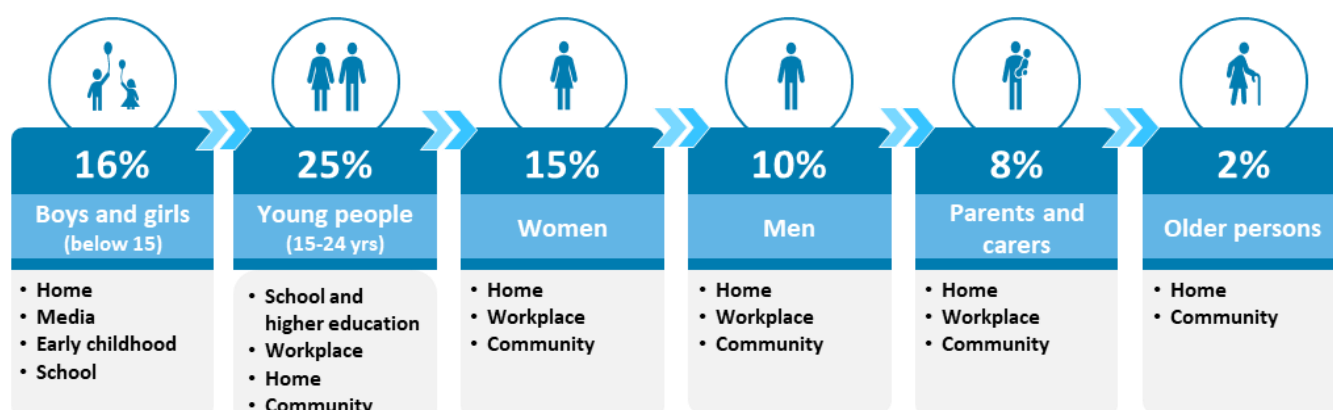 16%
Boys and girls
(below 15)
• Home
• Media
• Early childhood
• School
25%
Young people
(15-24 yrs)
• School and
higher education
• Workplace
• Home
• Community
15%
Women
• Home
• Workplace
• Community
10%
Men
• Home
• Workplace
• Community
8%
Parents and
carers
• Home
• Workplace
• Community
2%
Older persons
• Home
• Community